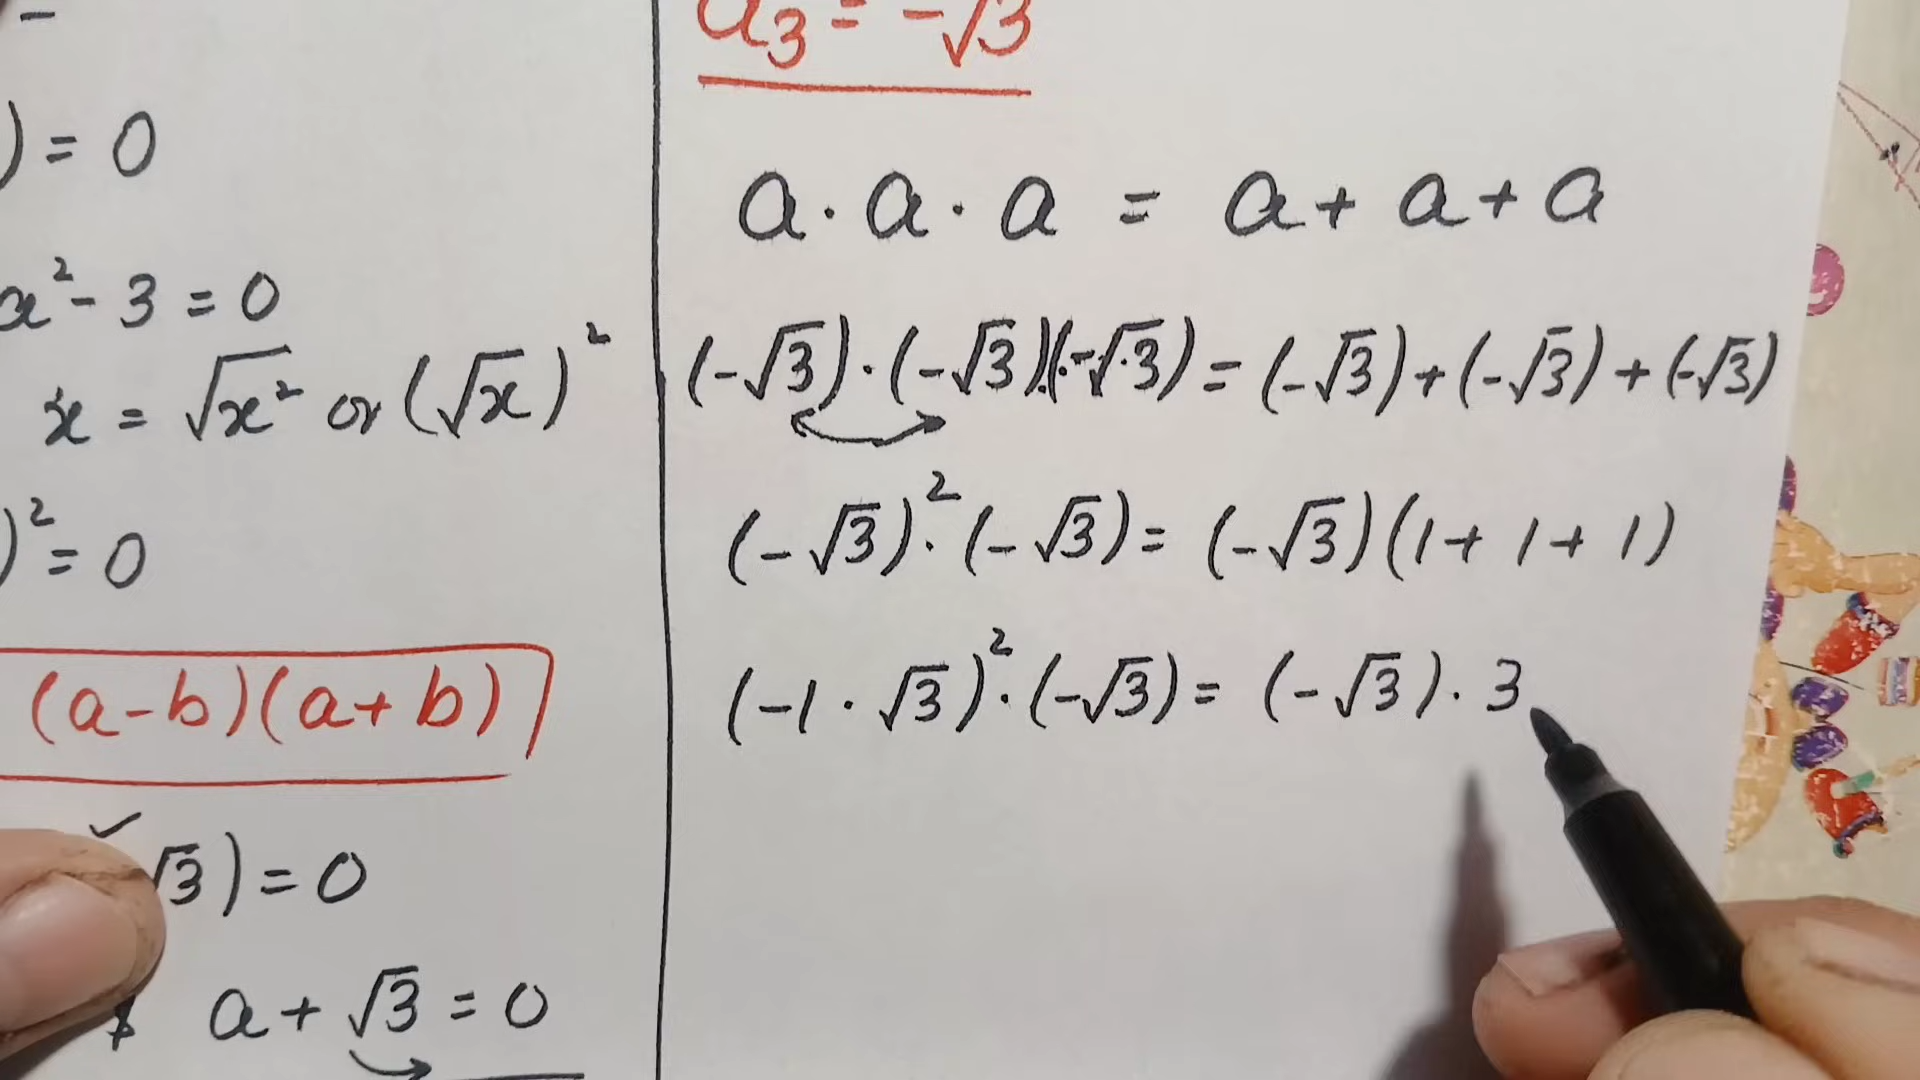 ) = 0
a² - 3 = 0
x = √x² or (√x)²
)² = 0
(a-b)(a+b)
√3) = 0
a + √3 = 0
a₃ = -√3
a · a · a = a + a + a
(-√3) · (-√3)·(-√3) = (-√3) + (-√3) + (-√3)
(-√3)² · (-√3) = (-√3)(1 + 1 + 1)
(-1 · √3)² · (-√3) = (-√3) · 3